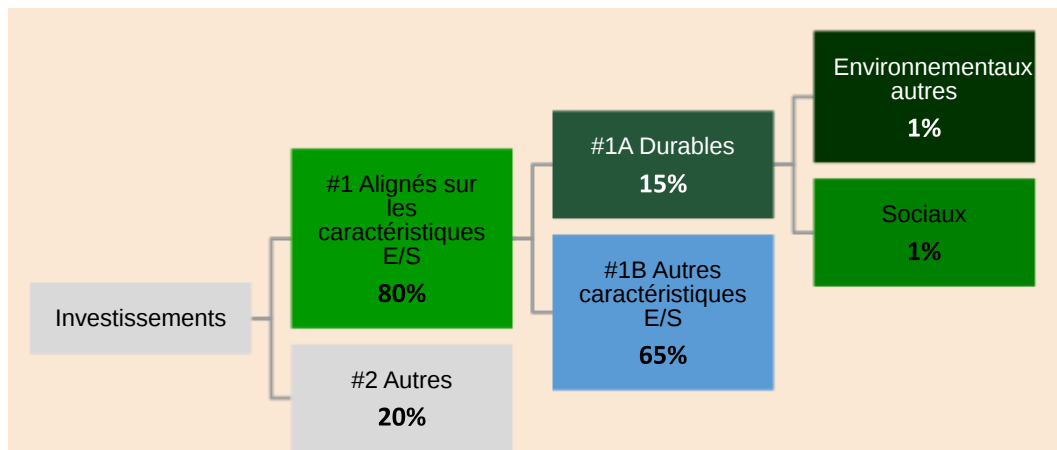 Investissements
#1 Alignés sur
les
caractéristiques
E/S
80%
#2 Autres
20%
#1A Durables
15%
#1B Autres
caractéristiques
E/S
65%
Environnementaux
autres
1%
Sociaux
1%